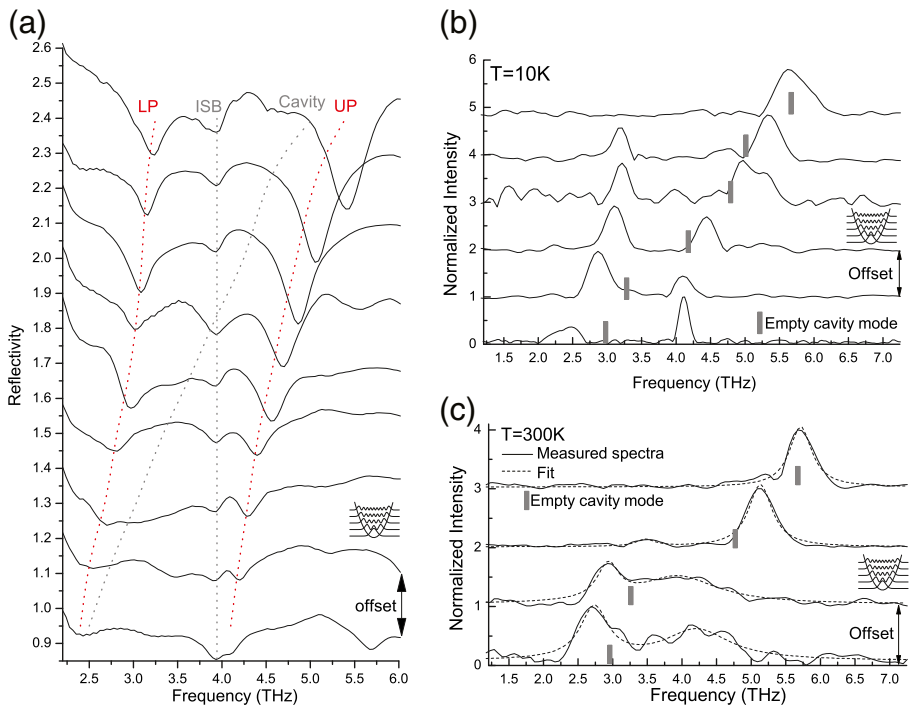 (a)
2.6
2.5
2.4
2.3
2.2
2.1
2.0
1.9
1.8
1.7
1.6
1.5
1.4
1.3
1.2
1.1
1.0
0.9
Reflectivity
LP
ISB
Cavity
UP
offset
2.5 3.0 3.5 4.0 4.5 5.0 5.5 6.0
Frequency (THz)
(b)
T=10K
5
4
3
2
1
0
Normalized Intensity
Offset
Empty cavity mode
1.5 2.0 2.5 3.0 3.5 4.0 4.5 5.0 5.5 6.0 6.5 7.0
Frequency (THz)
(c)
T=300K
Measured spectra
Fit
Empty cavity mode
4
3
2
1
0
Normalized Intensity
Offset
1.5 2.0 2.5 3.0 3.5 4.0 4.5 5.0 5.5 6.0 6.5 7.0
Frequency (THz)